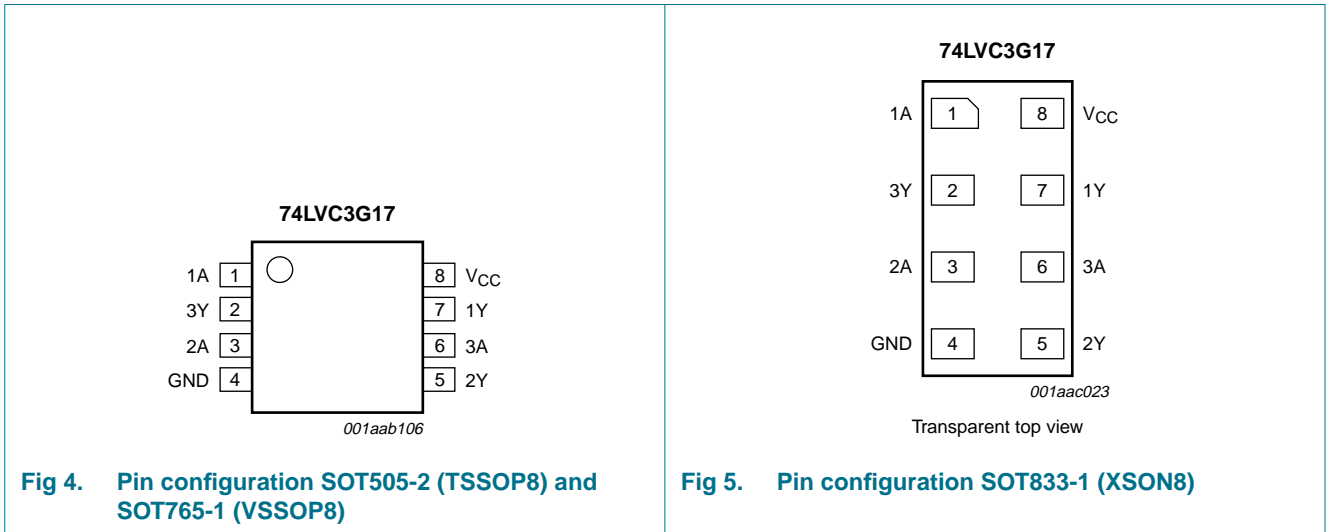 74LVC3G17
1A 1 8 VCC
3Y 2 7 1Y
2A 3 6 3A
GND 4 5 2Y
001aab106
Fig 4. Pin configuration SOT505-2 (TSSOP8) and
SOT765-1 (VSSOP8)
74LVC3G17
1A 1 8 VCC
3Y 2 7 1Y
2A 3 6 3A
GND 4 5 2Y
001aac023
Transparent top view
Fig 5. Pin configuration SOT833-1 (XSON8)